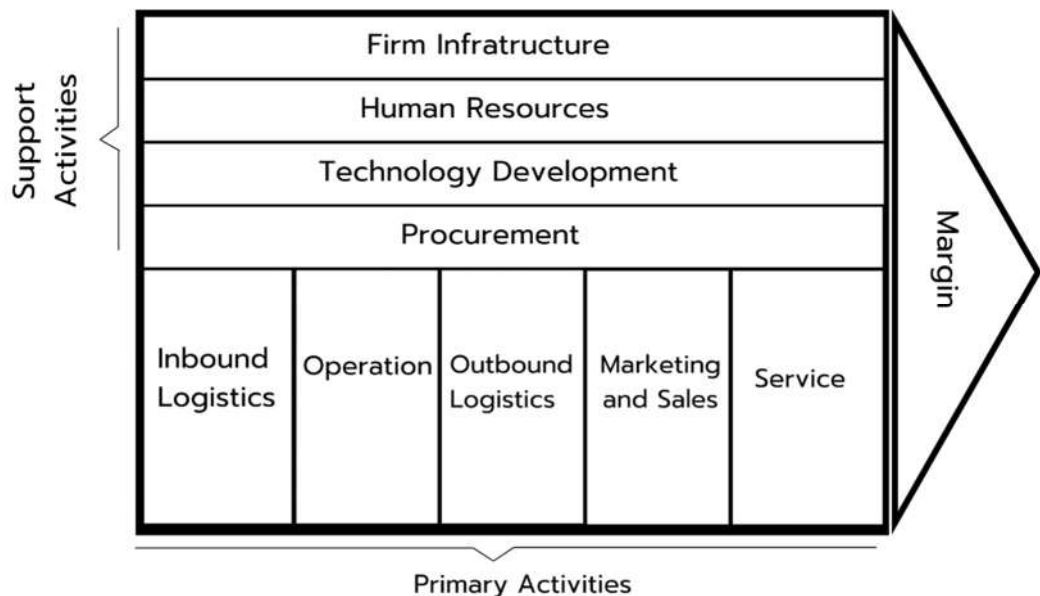 Support
Activities
Firm Infratructure
Human Resources
Technology Development
Procurement
Inbound
Logistics
Operation
Outbound
Logistics
Marketing
and Sales
Service
Margin
Primary Activities